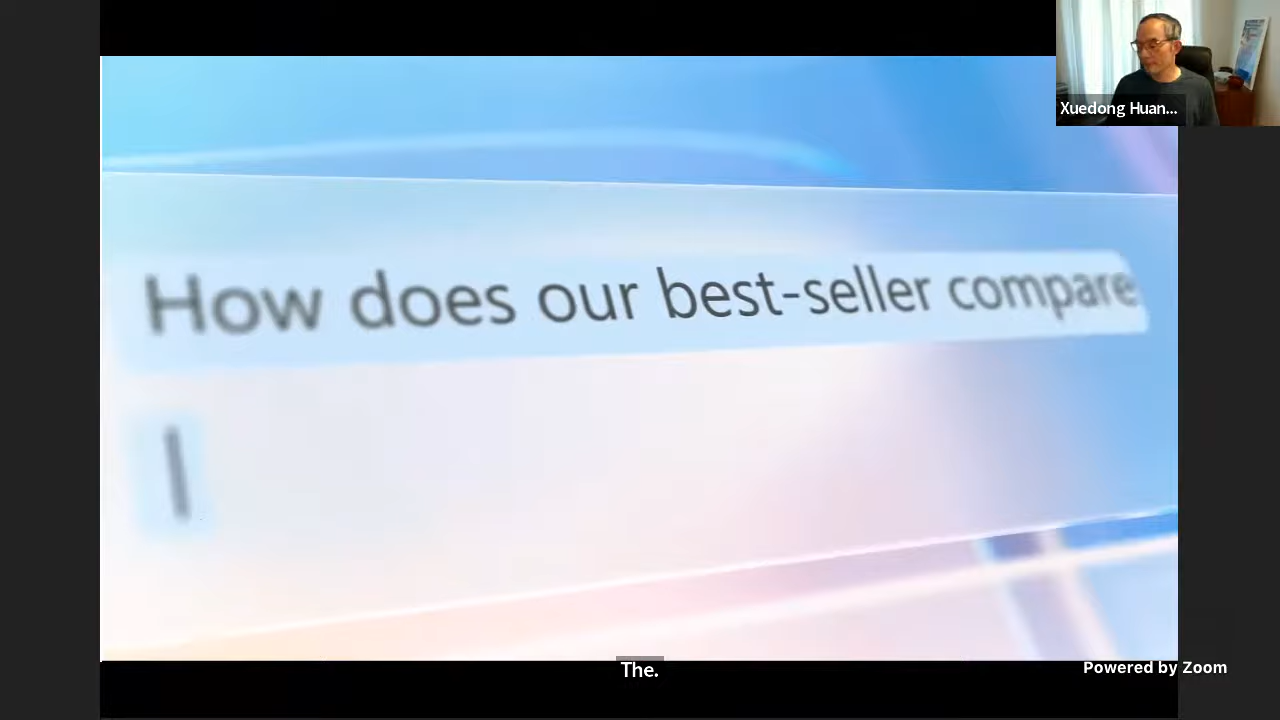 Xuedong Huan...
How does our best-seller compare
The.
Powered by Zoom